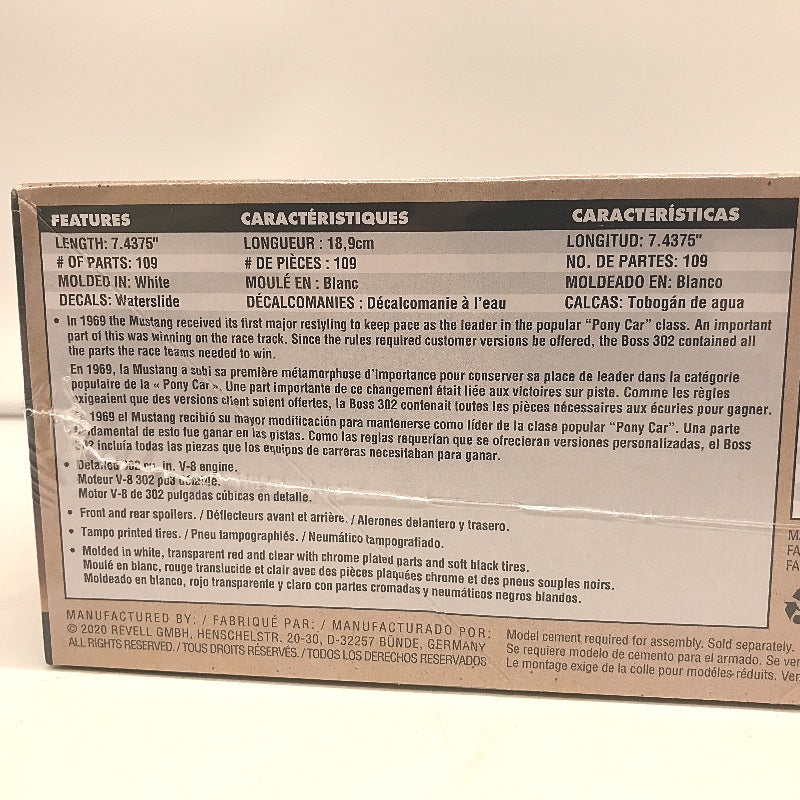 FEATURES CARACTÉRISTIQUES CARACTERÍSTICAS
LENGTH: 7.4375" LONGUEUR : 18,9cm LONGITUD: 7.4375"
# OF PARTS: 109 # DE PIÈCES : 109 NO. DE PARTES: 109
MOLDED IN: White MOULÉ EN : Blanc MOLDEADO EN: Blanco
DECALS: Waterslide DÉCALCOMANIES : Décalcomanie à l'eau CALCAS: Tobogán de agua
• In 1969 the Mustang received its first major restyling to keep pace as the leader in the popular "Pony Car" class. An important
part of this was winning on the race track. Since the rules required customer versions be offered, the Boss 302 contained all
the parts the race teams needed to win.
En 1969, la Mustang a subi sa première métamorphose d'importance pour conserver sa place de leader dans la catégorie
populaire de la « Pony Car ». Une part importante de ce changement était liée aux victoires sur piste. Comme les règles
exigeaient que des versions client soient offertes, la Boss 302 contenait toutes les pièces nécessaires aux écuries pour gagner.
En 1969 el Mustang recibió su mayor modificación para mantenerse como líder de la clase popular "Pony Car". Una parte
fundamental de esto fue ganar en las pistas. Como las reglas requerían que se ofrecieran versiones personalizadas, el Boss
302 incluía todas las piezas que los equipos de carreras necesitaban para ganar.
• Detailed 302 cu. in. V-8 engine.
Moteur V-8 302 po3 détaillé.
Motor V-8 de 302 pulgadas cúbicas en detalle.
• Front and rear spoilers. / Déflecteurs avant et arrière. / Alerones delantero y trasero.
• Tampo printed tires. / Pneu tampographiés. / Neumático tampografiado.
• Molded in white, transparent red and clear with chrome plated parts and soft black tires.
Moulé en blanc, rouge translucide et clair avec des pièces plaquées chrome et des pneus souples noirs.
Moldeado en blanco, rojo transparente y claro con partes cromadas y neumáticos negros blandos.
MANUFACTURED BY: / FABRIQUÉ PAR: / MANUFACTURADO POR:
© 2020 REVELL GMBH, HENSCHELSTR. 20-30, D-32257 BÜNDE, GERMANY
ALL RIGHTS RESERVED. / TOUS DROITS RÉSERVÉS. / TODOS LOS DERECHOS RESERVADOS
Model cement required for assembly. Sold separately.
Se requiere modelo de cemento para el armado. Se ver
Le montage exige de la colle pour modéles-réduits. Ver
FA
FA